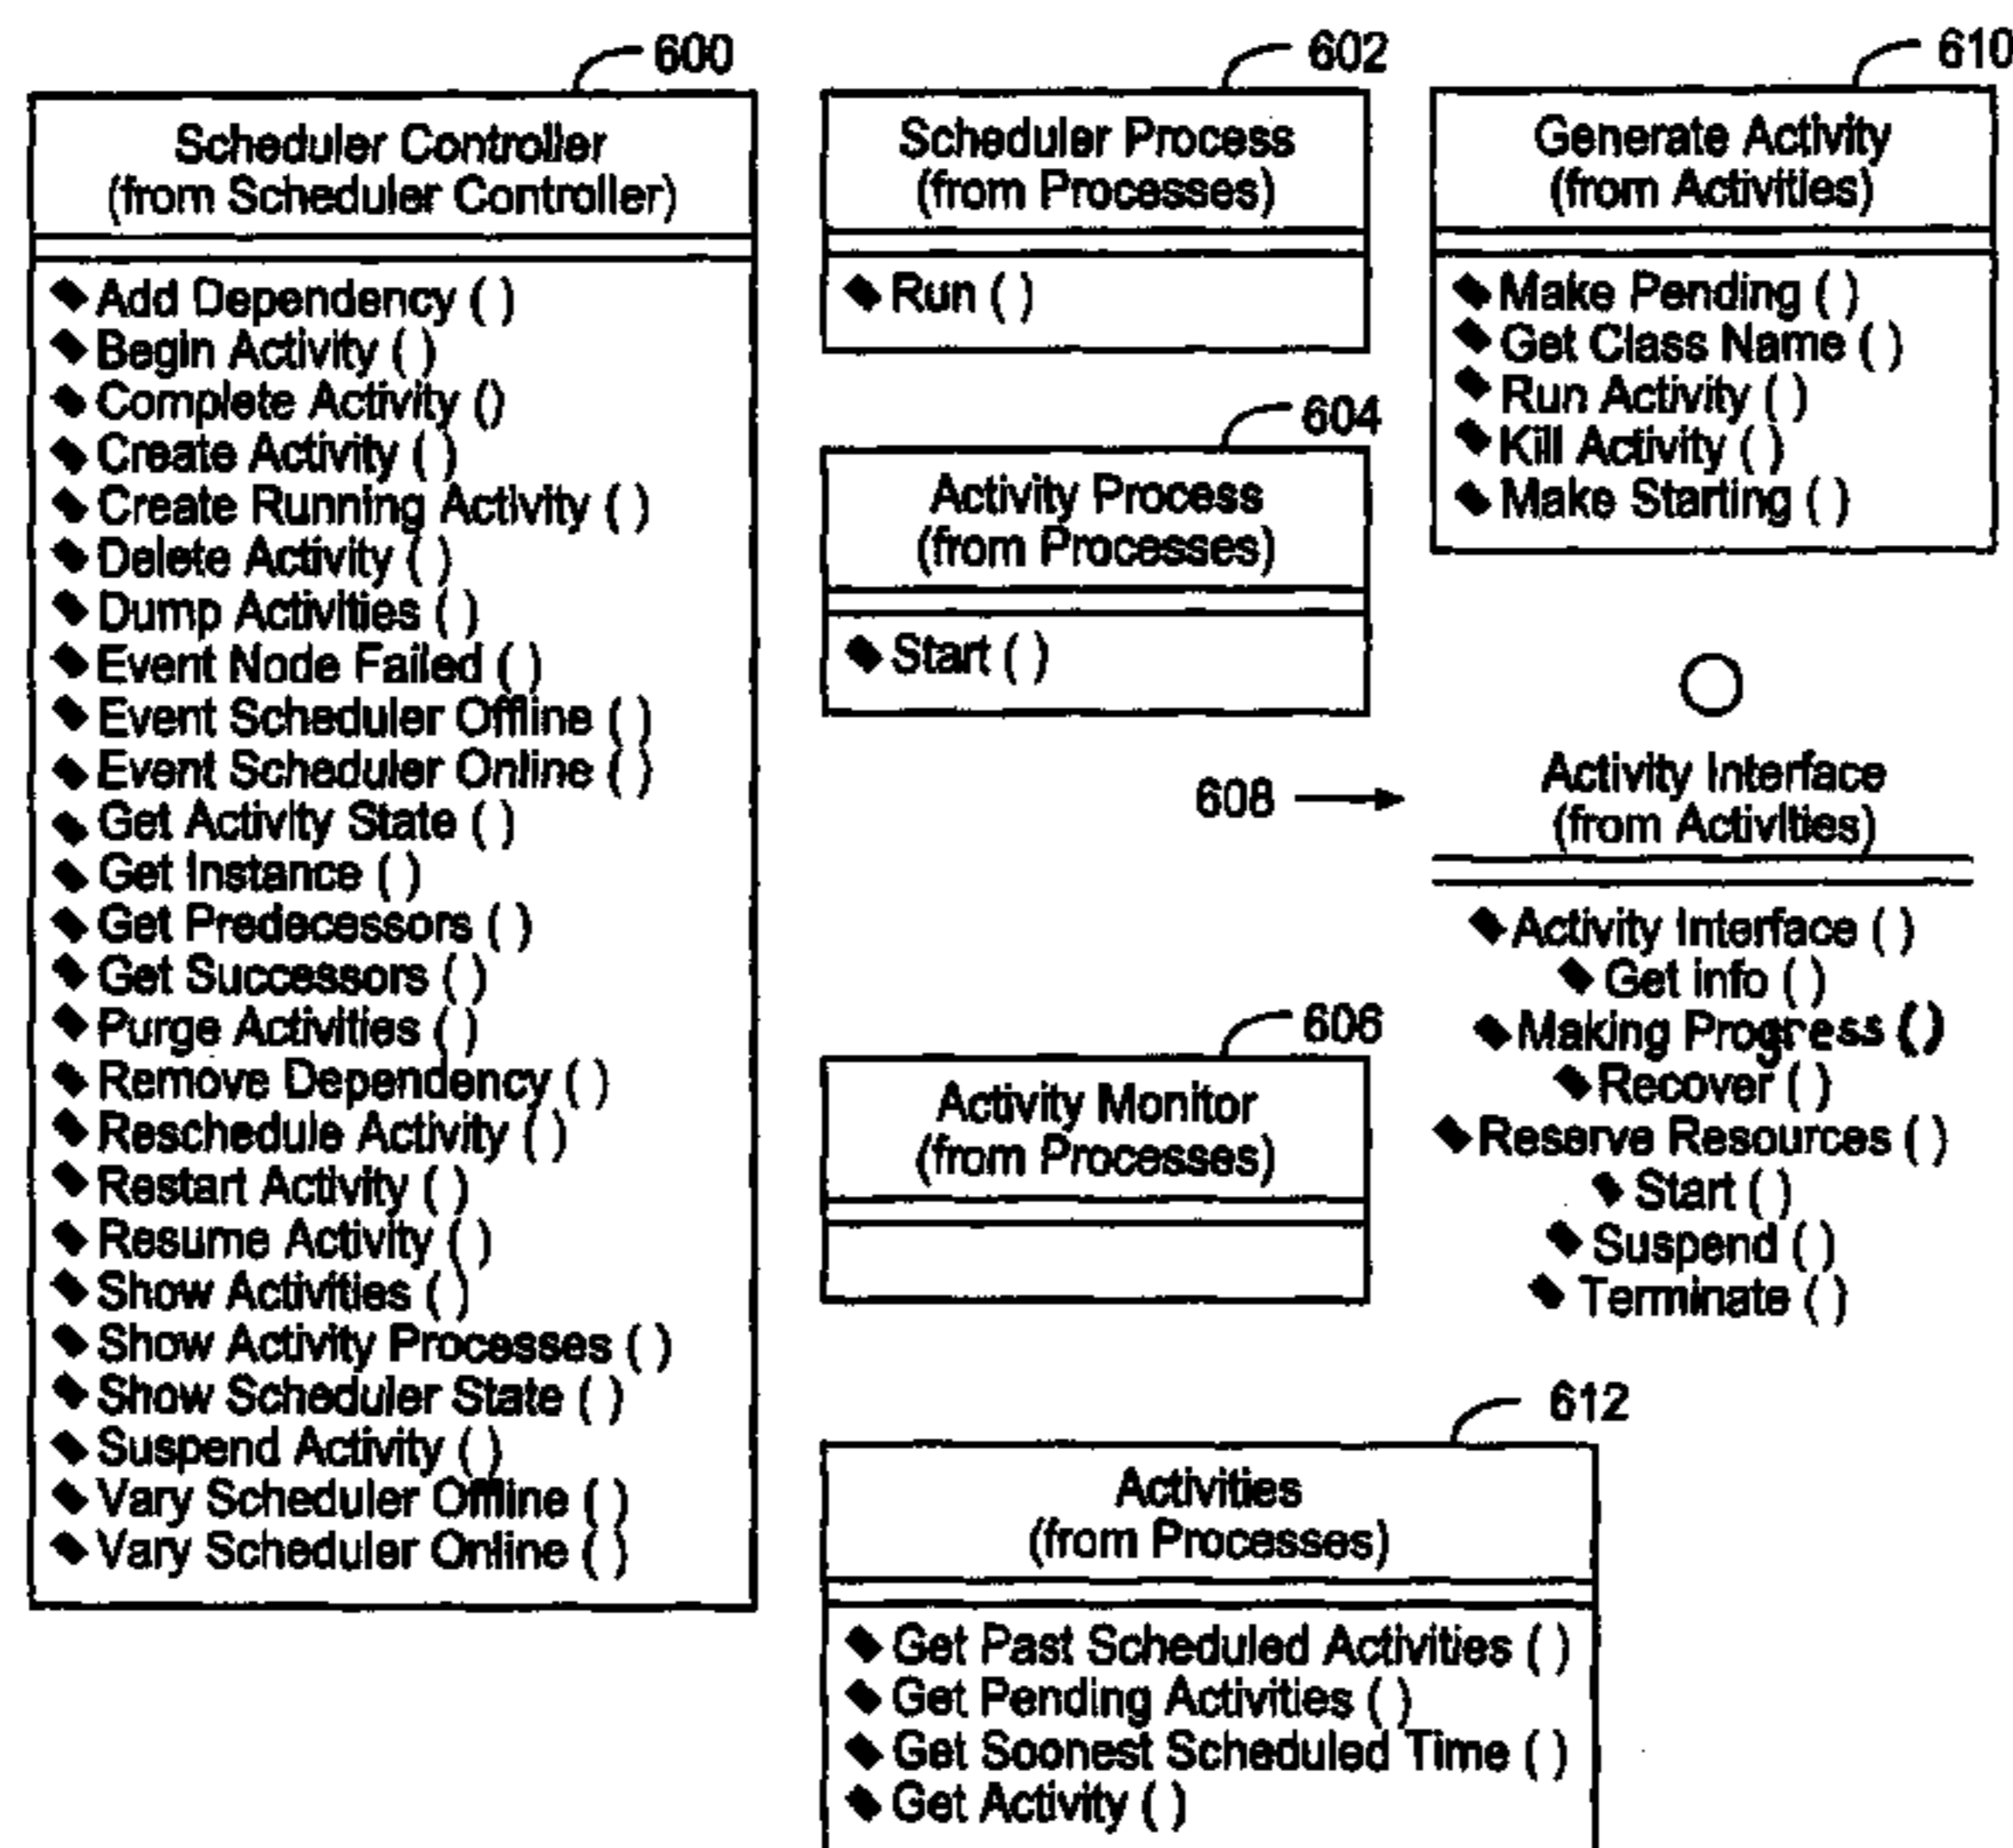 600
Scheduler Controller
(from Scheduler Controller)
Add Dependency ( )
Begin Activity ( )
Complete Activity ()
Create Activity ( )
Create Running Activity ( )
Delete Activity ( )
Dump Activities ( )
Event Node Failed ( )
Event Scheduler Offline ( )
Event Scheduler Online ( )
Get Activity State ( )
Get Instance ( )
Get Predecessors ( )
Get Successors ( )
Purge Activities ( )
Remove Dependency ( )
Reschedule Activity ( )
Restart Activity ( )
Resume Activity ( )
Show Activities ( )
Show Activity Processes ( )
Show Scheduler State ( )
Suspend Activity ( )
Vary Scheduler Offline ( )
Vary Scheduler Online ( )
602
Scheduler Process
(from Processes)
Run ( )
604
Activity Process
(from Processes)
Start ( )
606
Activity Monitor
(from Processes)
610
Generate Activity
(from Activities)
Make Pending ( )
Get Class Name ( )
Run Activity ( )
Kill Activity ( )
Make Starting ( )
608
Activity Interface
(from Activities)
Activity Interface ( )
Get info ( )
Making Progress ( )
Recover ( )
Reserve Resources ( )
Start ( )
Suspend ( )
Terminate ( )
612
Activities
(from Processes)
Get Past Scheduled Activities ( )
Get Pending Activities ( )
Get Soonest Scheduled Time ( )
Get Activity ( )